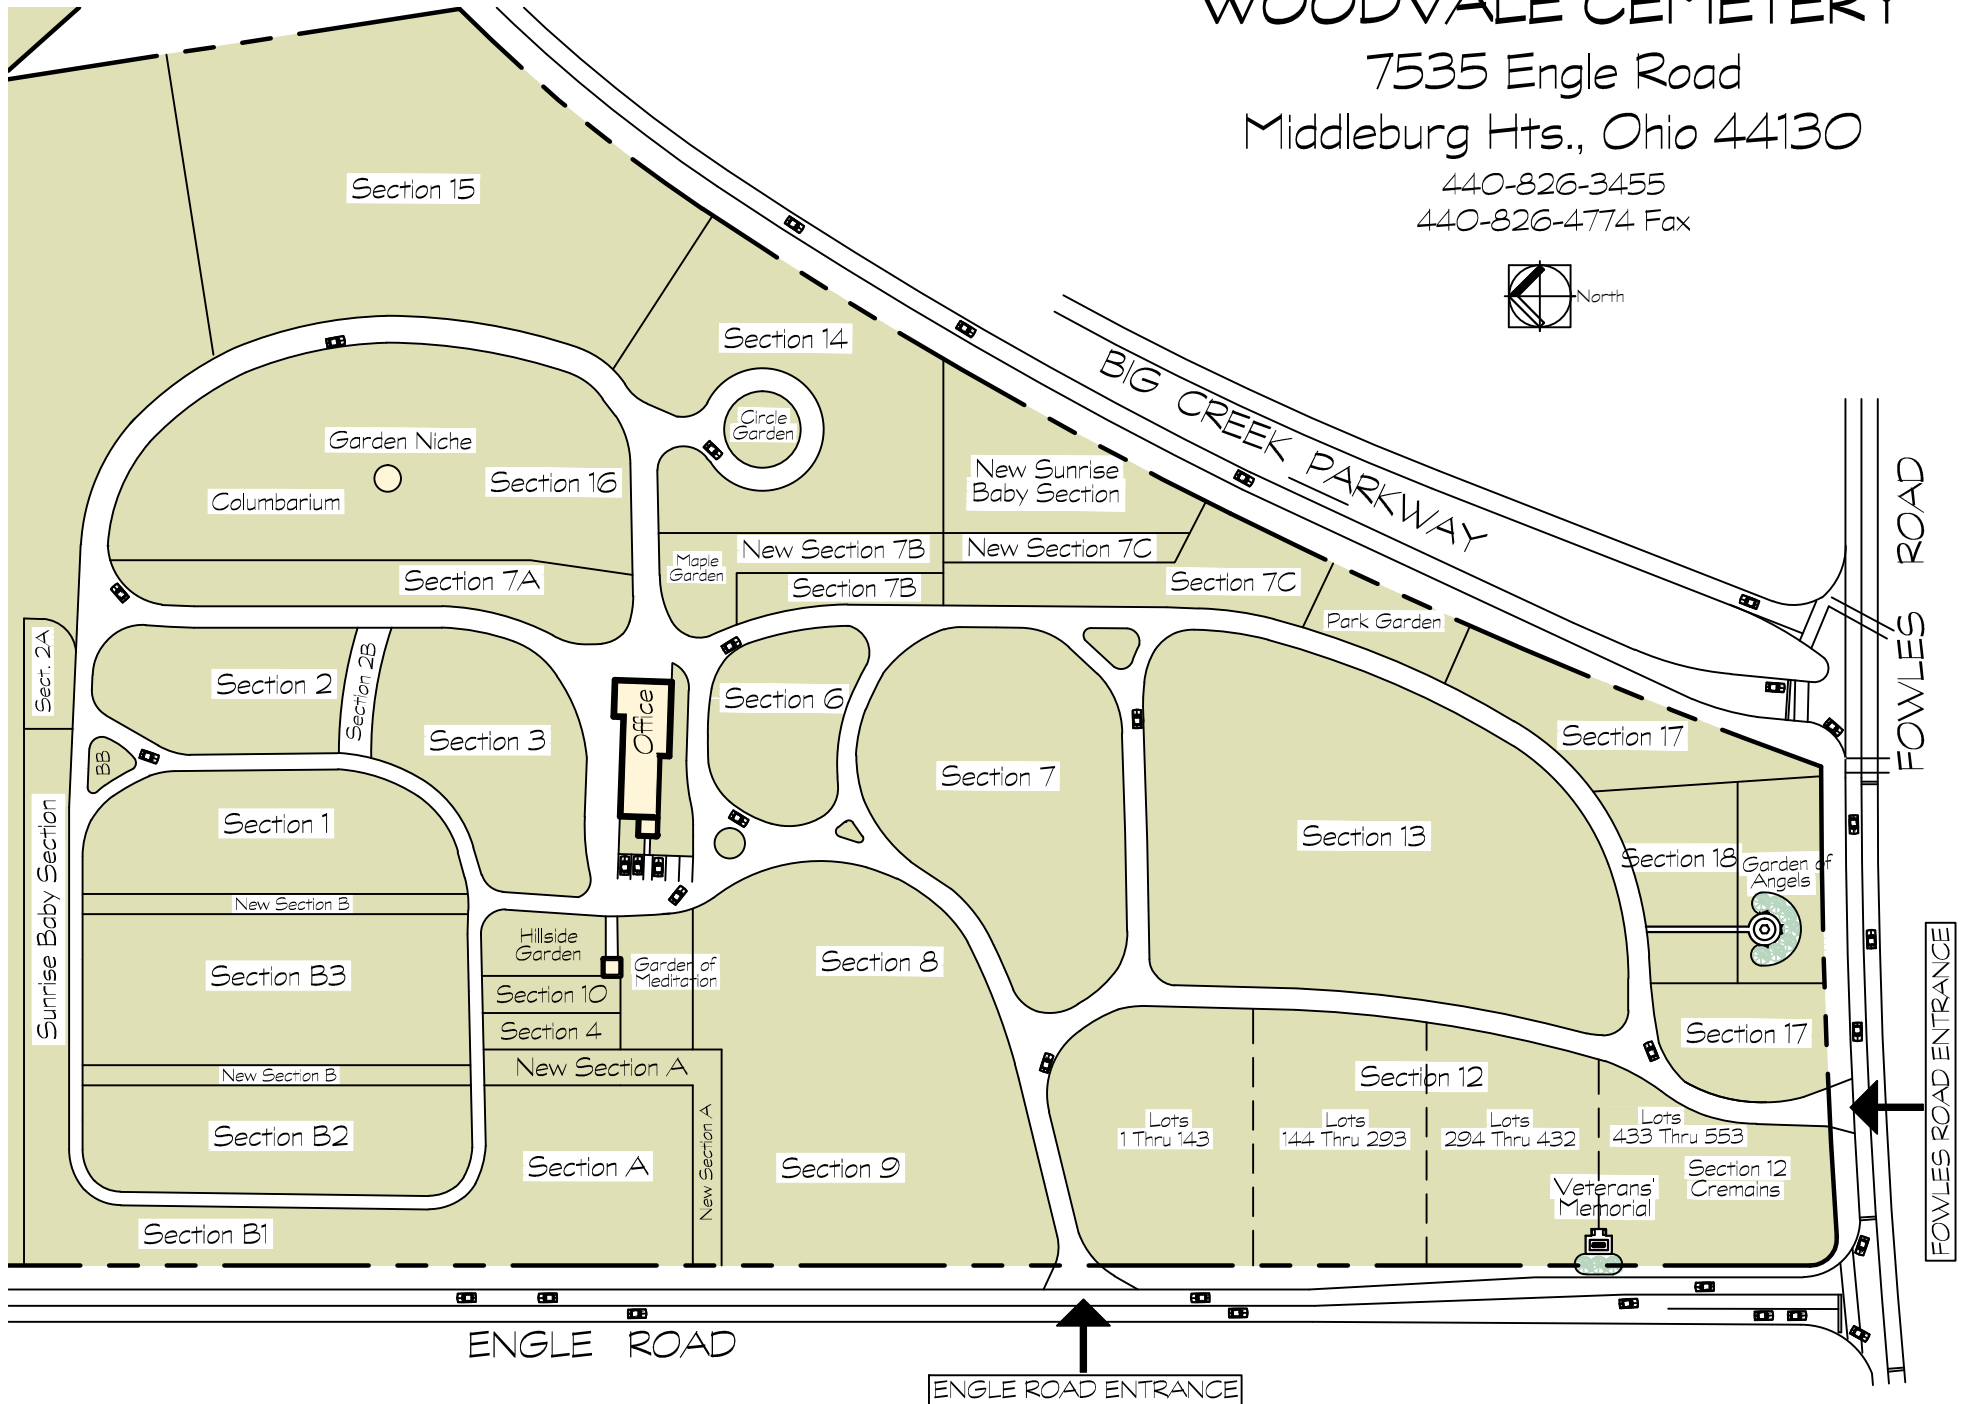 WOODVALE CEMETERY
7535 Engle Road
Middleburg Hts., Ohio 44130
440-826-3455
440-826-4774 Fax
North
Section 15
Section 14
Circle
Garden
BIG CREEK PARKWAY
FOWLES ROAD
Garden Niche
Columbarium
Section 16
New Sunrise
Baby Section
New Section 7B
New Section 7C
Maple
Garden
Section 7A
Section 7B
Section 7C
Park Garden
Sect. 2A
Section 2
Section 2B
Section 3
Office
Section 6
Section 7
Section 17
BB
Section 1
Section 13
Section 18
Garden of
Angels
Sunrise Baby Section
New Section B
Section B3
Hillside
Garden
Garden of
Meditation
Section 8
Section 10
Section 4
New Section A
Section 17
New Section B
Section 12
Section B2
Section A
New Section A
Section 9
Lots
1 Thru 143
Lots
144 Thru 293
Lots
294 Thru 432
Lots
433 Thru 553
Section 12
Cremains
Veterans'
Memorial
Section B1
FOWLES ROAD
FOWLES ROAD ENTRANCE
ENGLE ROAD
ENGLE ROAD ENTRANCE